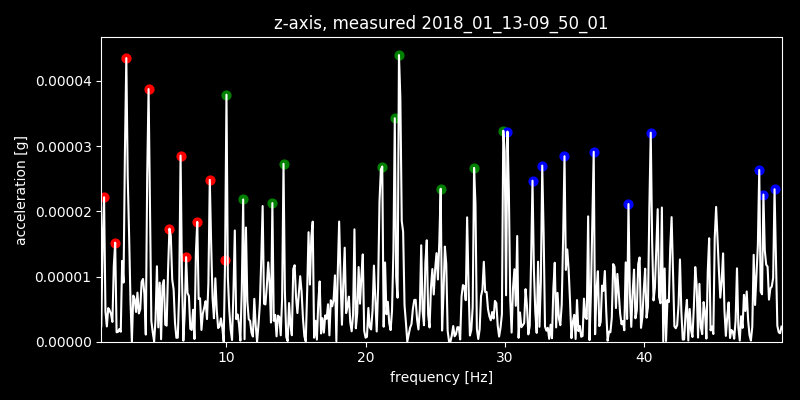 z-axis, measured 2018_01_13-09_50_01
acceleration [g]
0.00004
0.00003
0.00002
0.00001
0.00000
10 20 30 40
frequency [Hz]